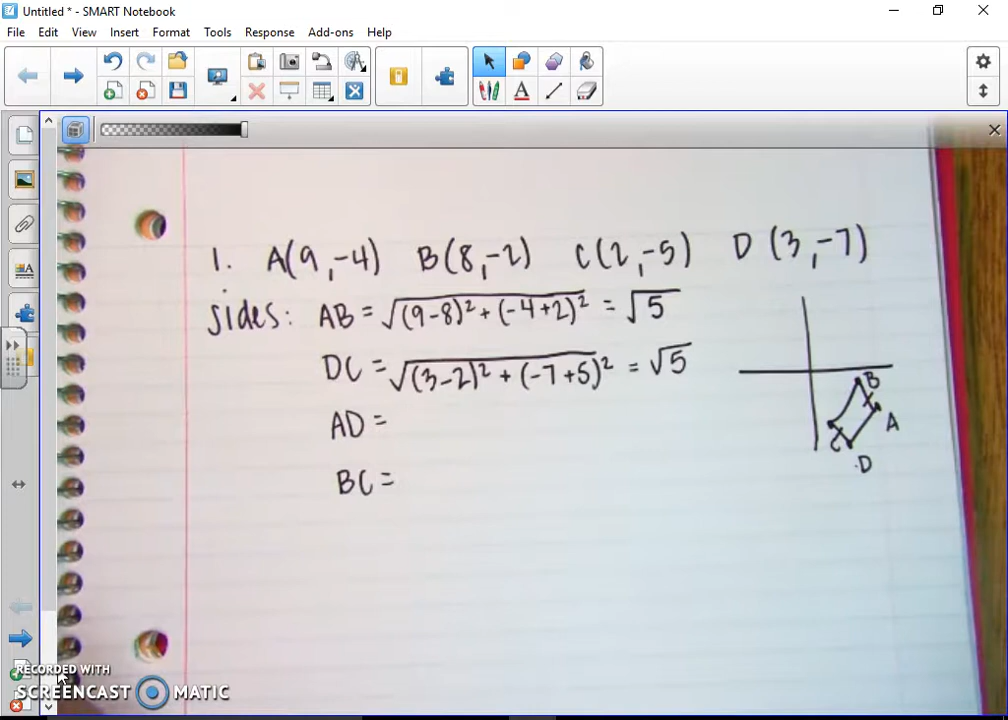 Untitled * - SMART Notebook
File Edit View Insert Format Tools Response Add-ons Help
1. A(9,-4) B(8,-2) C(2,-5) D(3,-7)
sides: AB = √(9-8)² + (-4+2)² = √5
DC = √(3-2)² + (-7+5)² = √5
B
A
C
D
AD =
BC =
RECORDED WITH
SCREENCAST MATIC